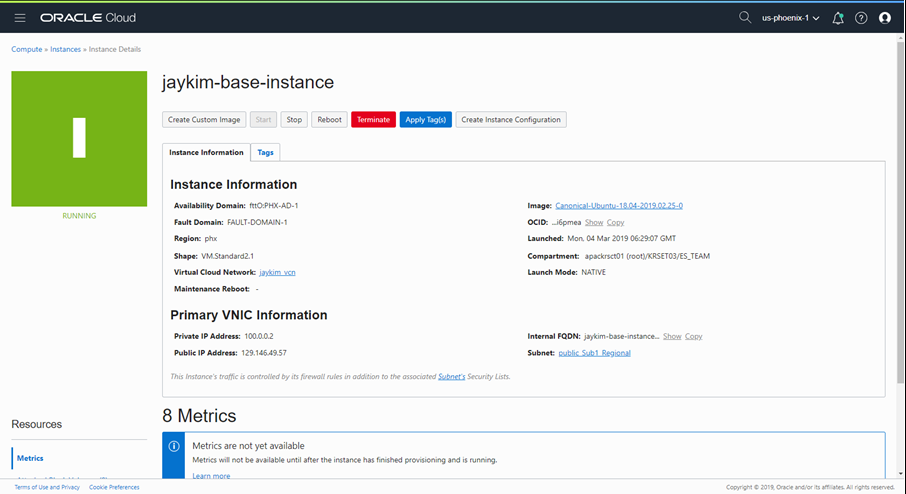 ORACLE Cloud
us-phoenix-1
Compute » Instances » Instance Details
RUNNING
jaykim-base-instance
Create Custom Image Start Stop Reboot Terminate Apply Tag(s) Create Instance Configuration
Instance Information Tags
Instance Information
Availability Domain: fttO:PHX-AD-1 Image: Canonical-Ubuntu-18.04-2019.02.25-0
Fault Domain: FAULT-DOMAIN-1 OCID: ...i6pmea Show Copy
Region: phx Launched: Mon, 04 Mar 2019 06:29:07 GMT
Shape: VM.Standard2.1 Compartment: apackrsct01 (root)/KRSET03/ES_TEAM
Virtual Cloud Network: jaykim_vcn Launch Mode: NATIVE
Maintenance Reboot: -
Primary VNIC Information
Private IP Address: 100.0.0.2 Internal FQDN: jaykim-base-instance... Show Copy
Public IP Address: 129.146.49.57 Subnet: public_Sub1_Regional
This Instance's traffic is controlled by its firewall rules in addition to the associated Subnet's Security Lists.
Resources
Metrics
8 Metrics
Metrics are not yet available
Metrics will not be available until after the instance has finished provisioning and is running.
Learn more
Terms of Use and Privacy Cookie Preferences Copyright © 2019, Oracle and/or its affiliates. All rights reserved.